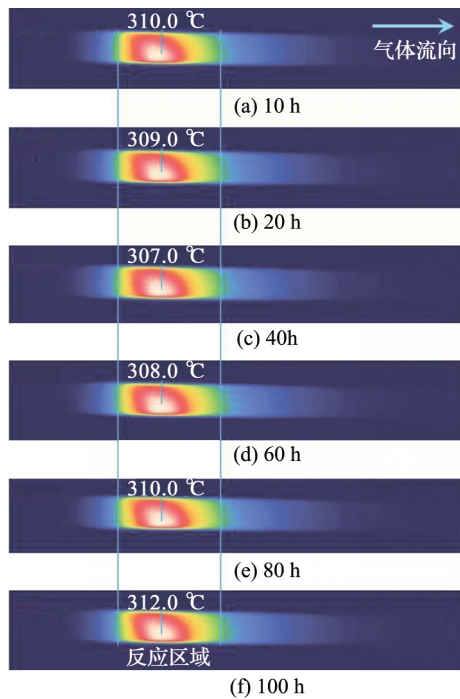 310.0 ℃
气体流向
(a) 10 h
309.0 ℃
(b) 20 h
307.0 ℃
(c) 40h
308.0 ℃
(d) 60 h
310.0 ℃
(e) 80 h
312.0 ℃
反应区域
(f) 100 h